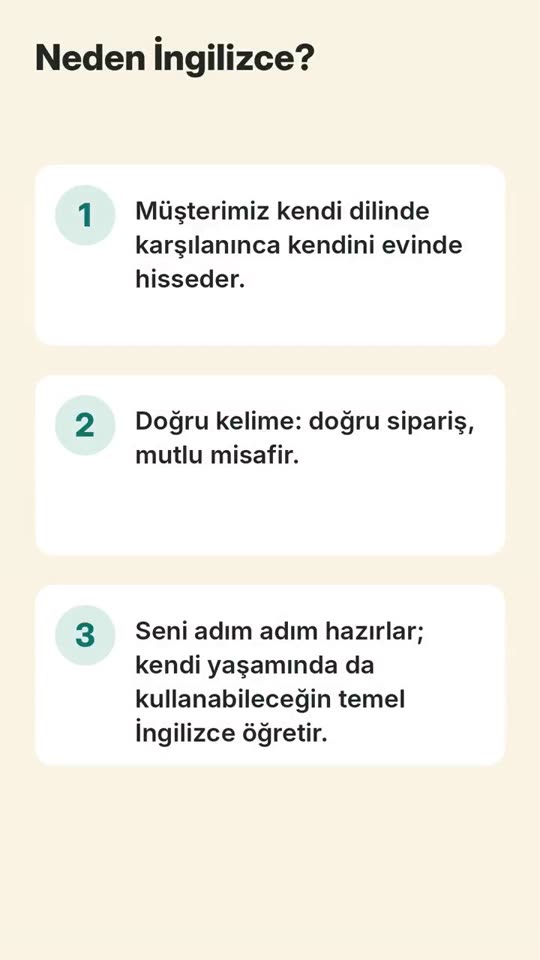 Neden İngilizce?
1
Müşterimiz kendi dilinde
karşılanınca kendini evinde
hisseder.
2
Doğru kelime: doğru sipariş,
mutlu misafir.
3
Seni adım adım hazırlar;
kendi yaşamında da
kullanabileceğin temel
İngilizce öğretir.